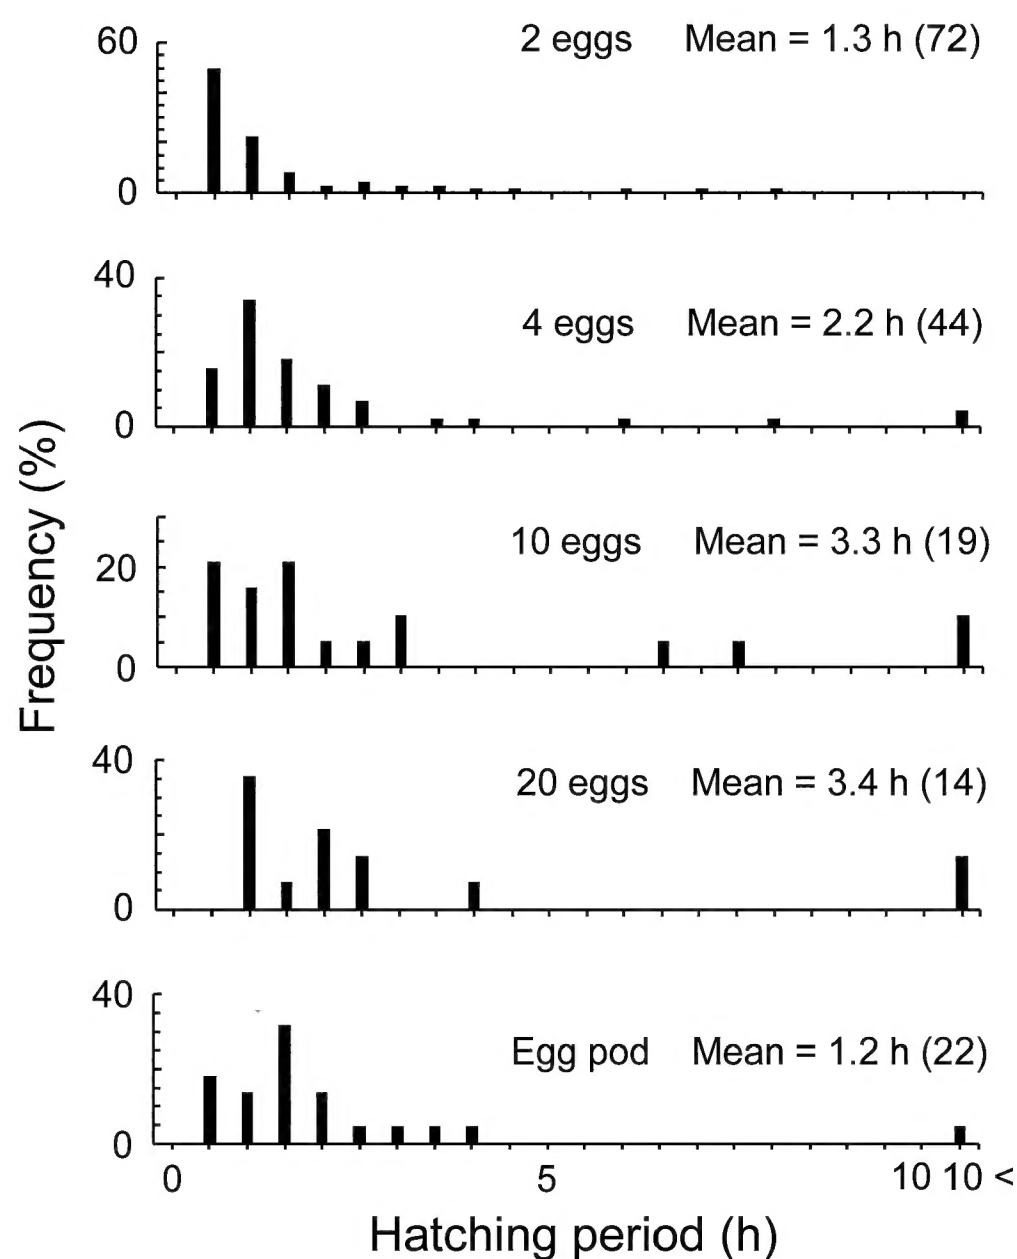 60
2 eggs Mean = 1.3 h (72)
0
40
4 eggs Mean = 2.2 h (44)
0
10 eggs Mean = 3.3 h (19)
20
0
40
20 eggs Mean = 3.4 h (14)
0
40
Egg pod Mean = 1.2 h (22)
0
Frequency (%)
0 5 10 10 <
Hatching period (h)